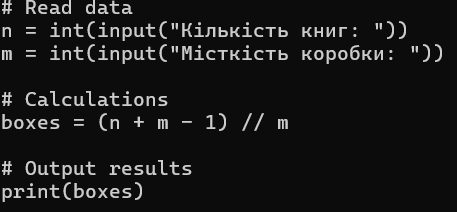 # Read data
n = int(input("Кількість книг: "))
m = int(input("Місткість коробки: "))
# Calculations
boxes = (n + m - 1) // m
# Output results
print(boxes)